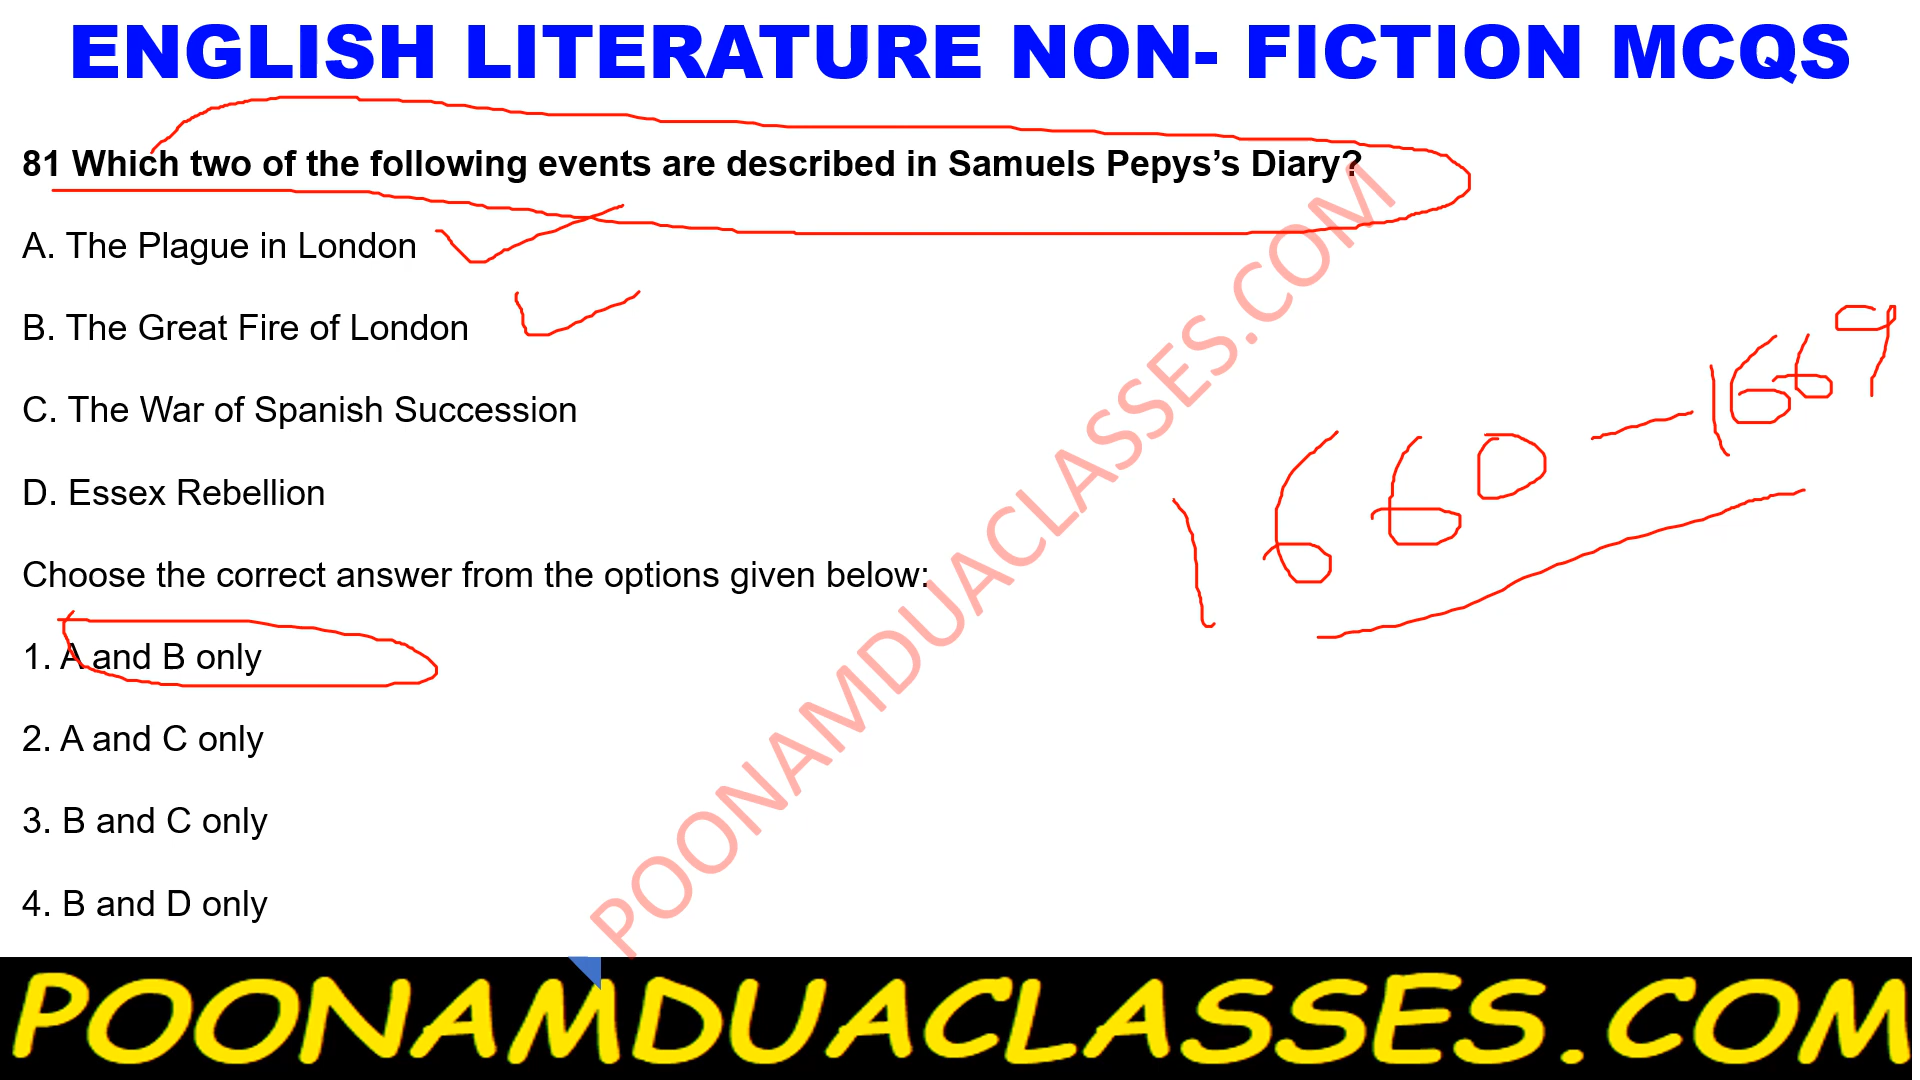 ENGLISH LITERATURE NON- FICTION MCQS
81 Which two of the following events are described in Samuels Pepys’s Diary?
A. The Plague in London
B. The Great Fire of London
C. The War of Spanish Succession
D. Essex Rebellion
1660 — 1669
Choose the correct answer from the options given below:
1. A and B only
2. A and C only
3. B and C only
4. B and D only
POONAMDUACLASSES.COM
POONAMDUACLASSES.COM